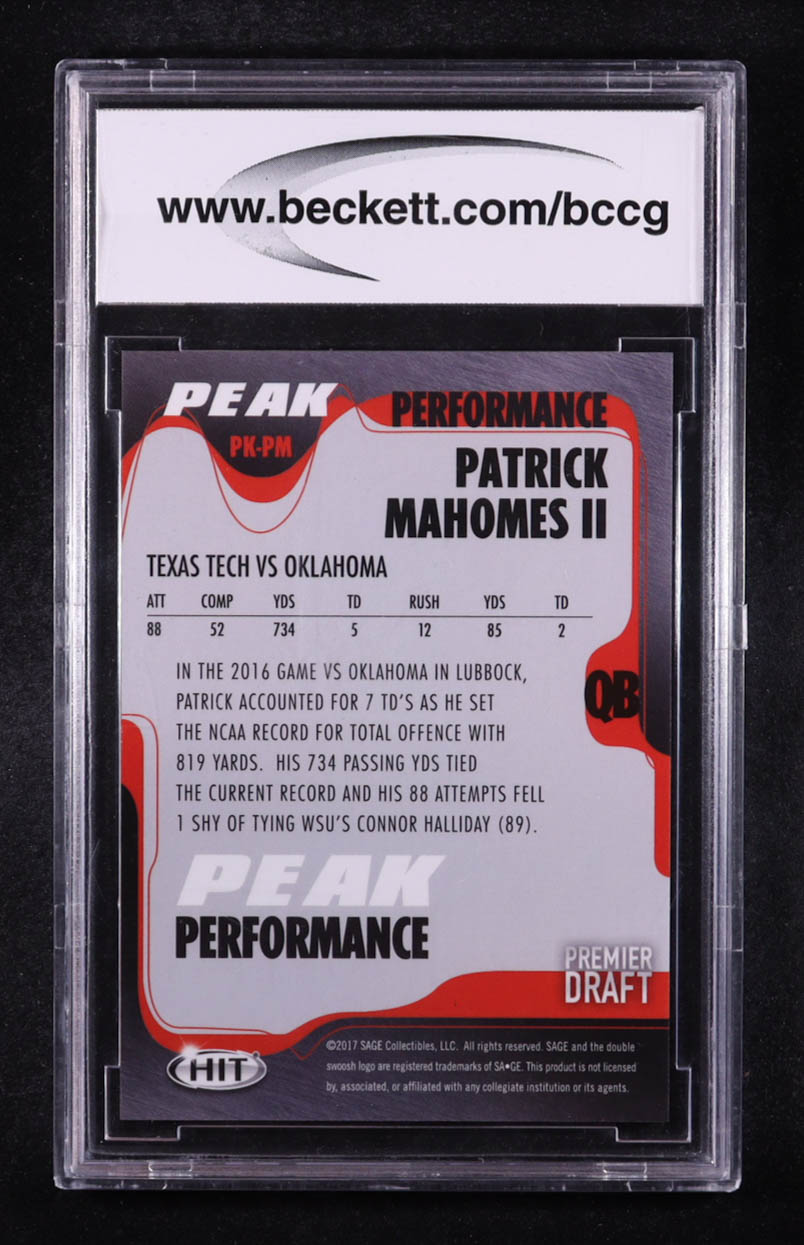 www.beckett.com/bccg
PEAK PERFORMANCE
PK-PM
PATRICK
MAHOMES II
TEXAS TECH VS OKLAHOMA
ATT COMP YDS TD RUSH YDS TD
88 52 734 5 12 85 2
QB
IN THE 2016 GAME VS OKLAHOMA IN LUBBOCK,
PATRICK ACCOUNTED FOR 7 TD'S AS HE SET
THE NCAA RECORD FOR TOTAL OFFENCE WITH
819 YARDS. HIS 734 PASSING YDS TIED
THE CURRENT RECORD AND HIS 88 ATTEMPTS FELL
1 SHY OF TYING WSU'S CONNOR HALLIDAY (89).
PEAK
PERFORMANCE
PREMIER
DRAFT
HIT®
©2017 SAGE Collectibles, LLC. All rights reserved. SAGE and the double
swoosh logo are registered trademarks of SA•GE. This product is not licensed
by, associated, or affiliated with any collegiate institution or its agents.